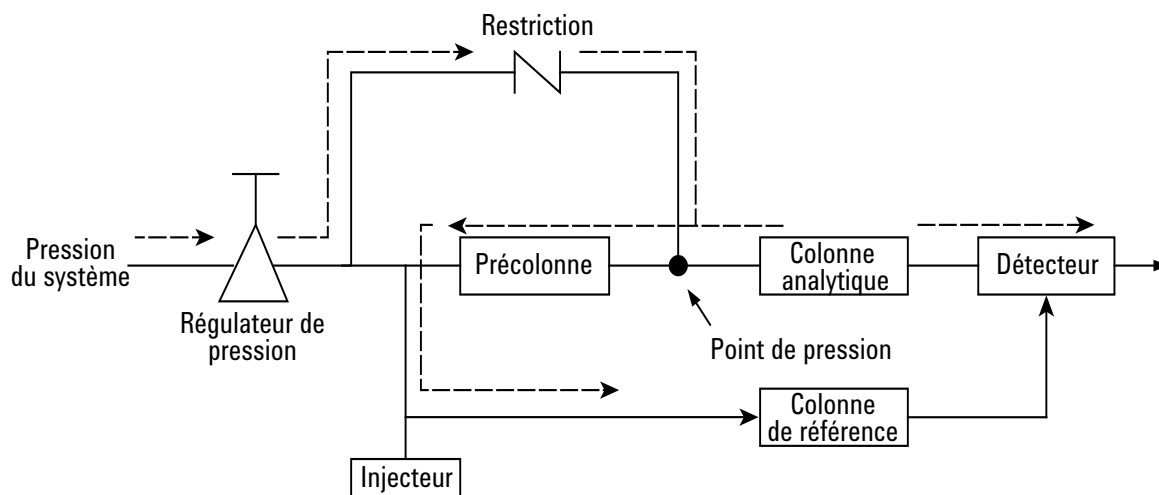 Restriction
Pression
du système
Régulateur de
pression
Précolonne
Colonne
analytique
Détecteur
Point de pression
Colonne
de référence
Injecteur